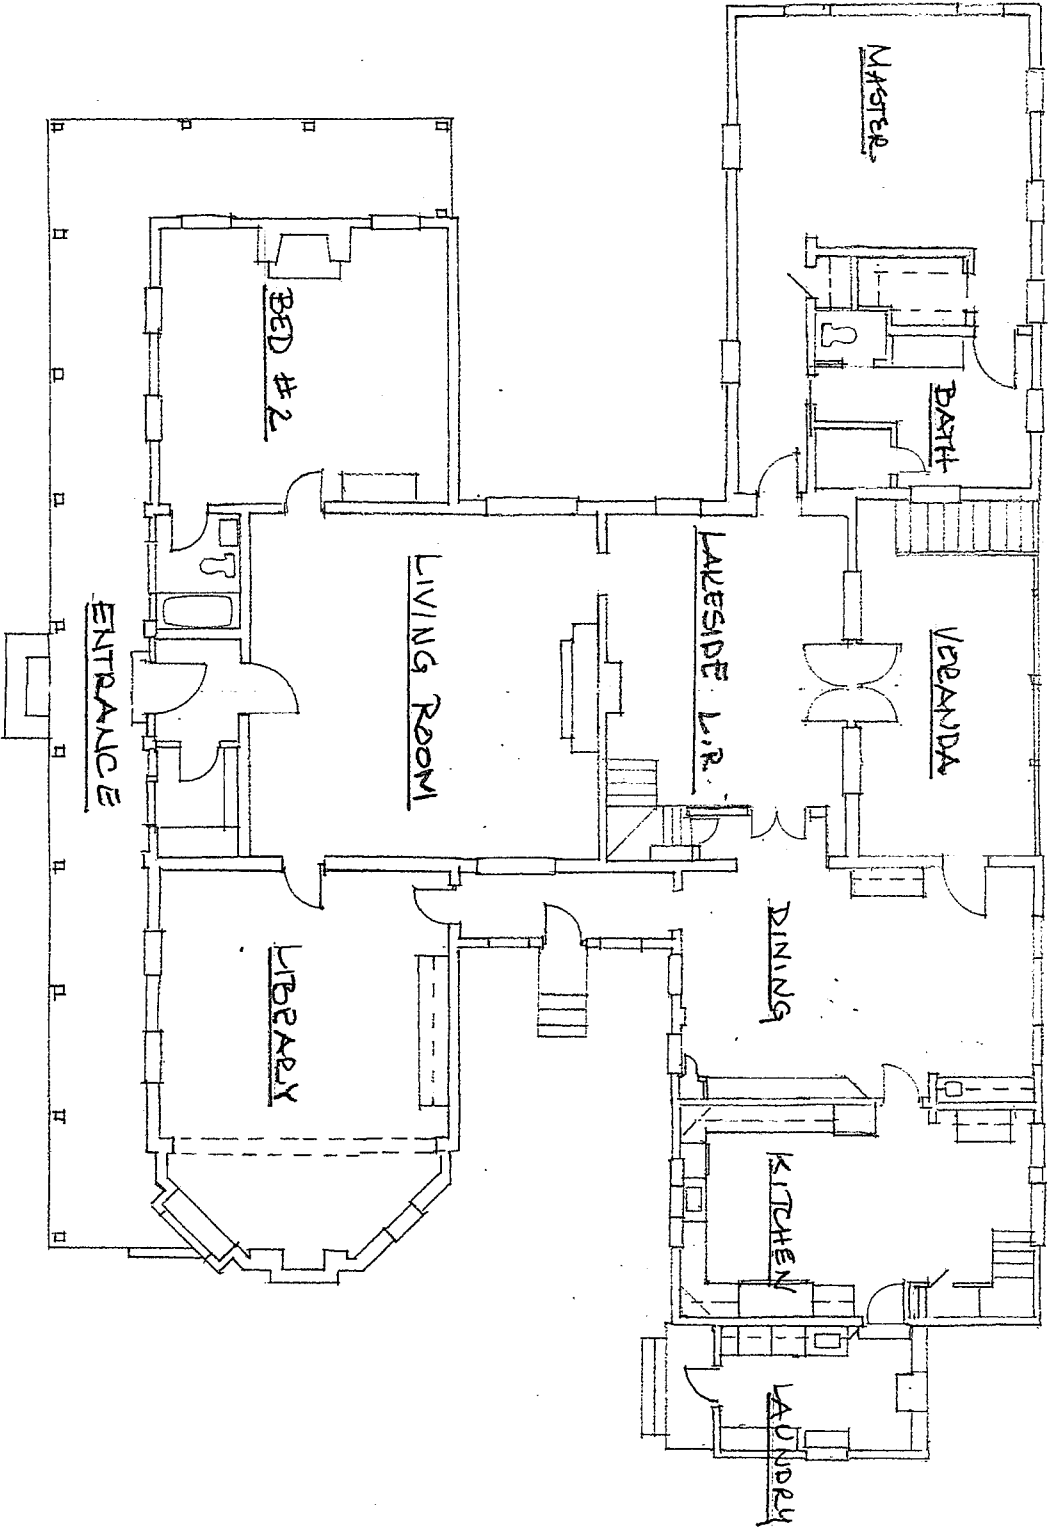 MASTER
BATH
BED #2
LIVING ROOM
LAKESIDE L.R.
VERANDA
ENTRANCE
LIBRARY
DINING
KITCHEN
LAUNDRY